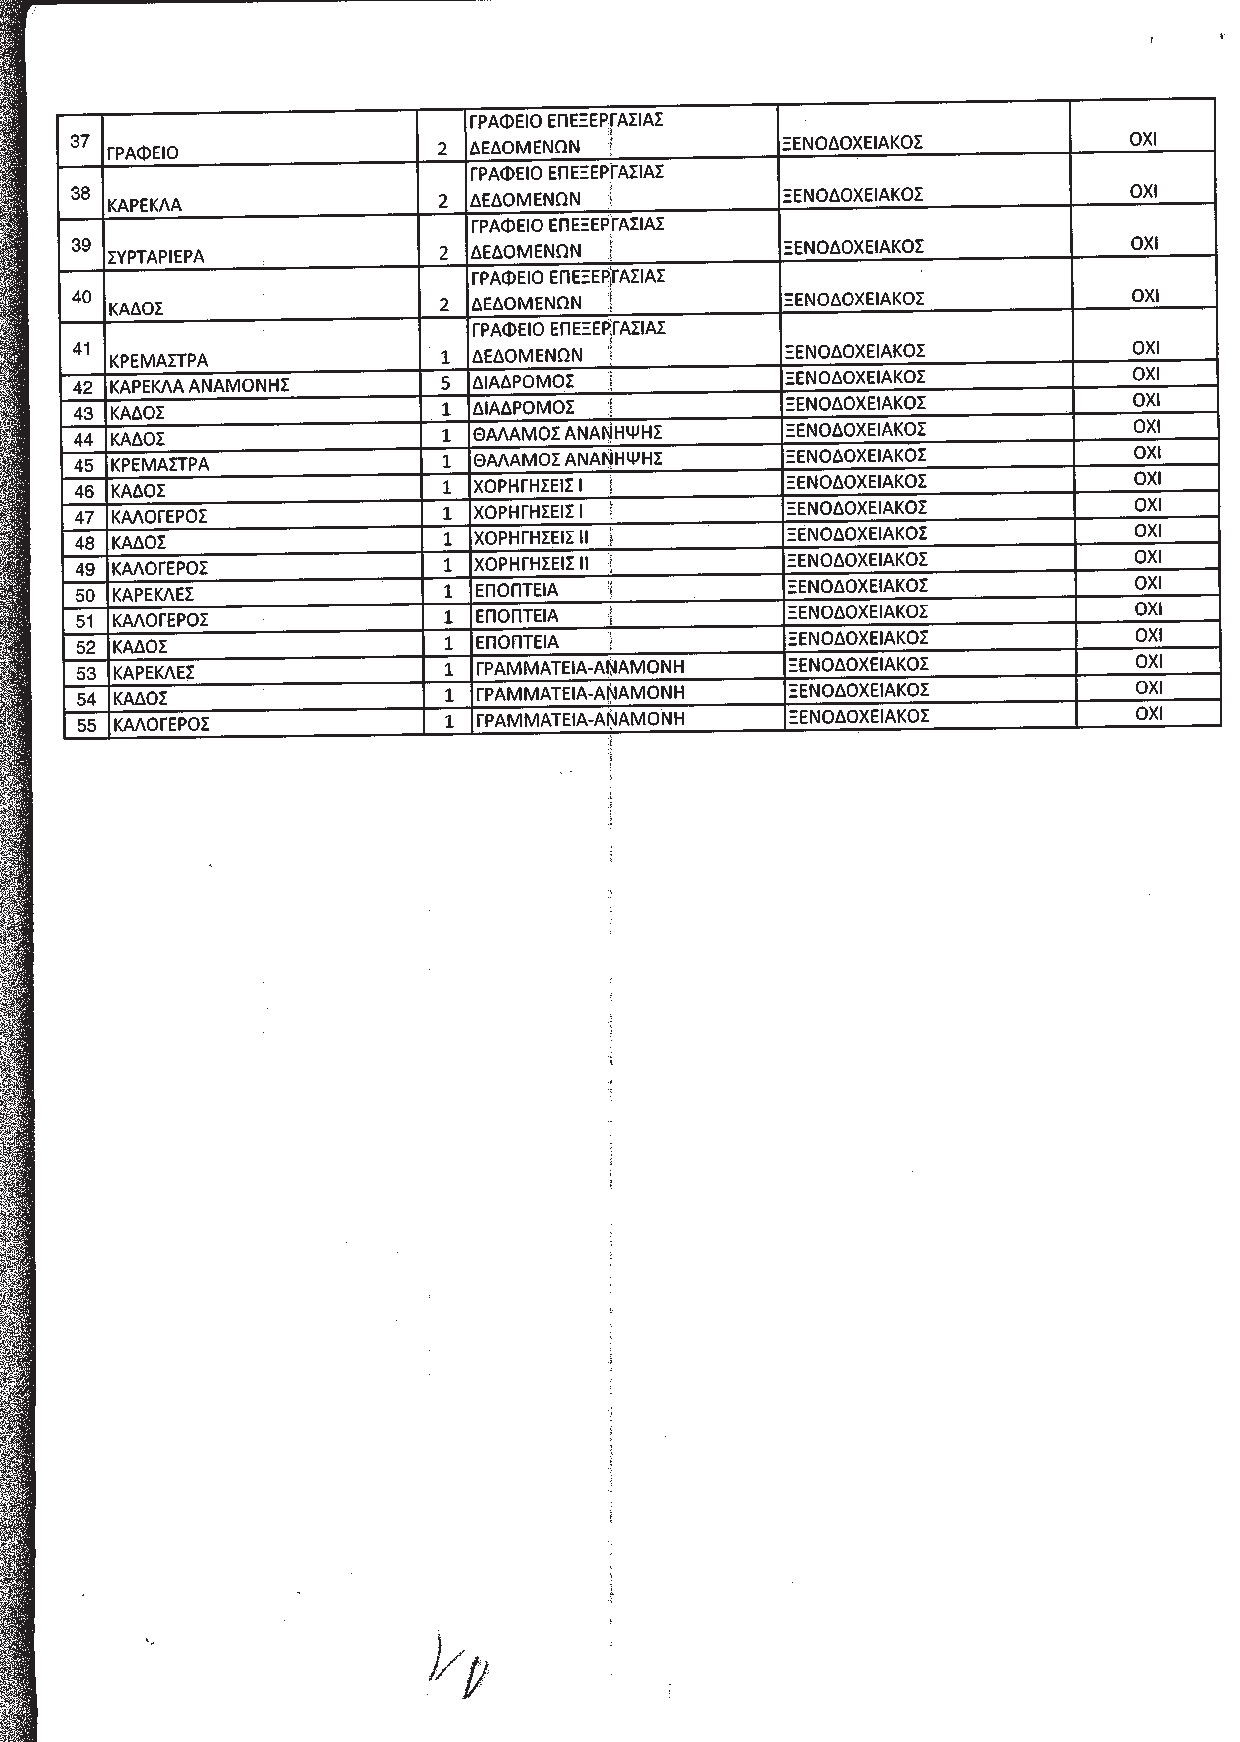 37 ΓΡΑΦΕΙΟ 2 ΓΡΑΦΕΙΟ ΕΠΕΞΕΡΓΑΣΙΑΣ ΔΕΔΟΜΕΝΩΝ ΞΕΝΟΔΟΧΕΙΑΚΟΣ ΟΧΙ
38 ΚΑΡΕΚΛΑ 2 ΓΡΑΦΕΙΟ ΕΠΕΞΕΡΓΑΣΙΑΣ ΔΕΔΟΜΕΝΩΝ ΞΕΝΟΔΟΧΕΙΑΚΟΣ ΟΧΙ
39 ΣΥΡΤΑΡΙΕΡΑ 2 ΓΡΑΦΕΙΟ ΕΠΕΞΕΡΓΑΣΙΑΣ ΔΕΔΟΜΕΝΩΝ ΞΕΝΟΔΟΧΕΙΑΚΟΣ ΟΧΙ
40 ΚΑΔΟΣ 2 ΓΡΑΦΕΙΟ ΕΠΕΞΕΡΓΑΣΙΑΣ ΔΕΔΟΜΕΝΩΝ ΞΕΝΟΔΟΧΕΙΑΚΟΣ ΟΧΙ
41 ΚΡΕΜΑΣΤΡΑ 1 ΓΡΑΦΕΙΟ ΕΠΕΞΕΡΓΑΣΙΑΣ ΔΕΔΟΜΕΝΩΝ ΞΕΝΟΔΟΧΕΙΑΚΟΣ ΟΧΙ
42 ΚΑΡΕΚΛΑ ΑΝΑΜΟΝΗΣ 5 ΔΙΑΔΡΟΜΟΣ ΞΕΝΟΔΟΧΕΙΑΚΟΣ ΟΧΙ
43 ΚΑΔΟΣ 1 ΔΙΑΔΡΟΜΟΣ ΞΕΝΟΔΟΧΕΙΑΚΟΣ ΟΧΙ
44 ΚΑΔΟΣ 1 ΘΑΛΑΜΟΣ ΑΝΑΝΗΨΗΣ ΞΕΝΟΔΟΧΕΙΑΚΟΣ ΟΧΙ
45 ΚΡΕΜΑΣΤΡΑ 1 ΘΑΛΑΜΟΣ ΑΝΑΝΗΨΗΣ ΞΕΝΟΔΟΧΕΙΑΚΟΣ ΟΧΙ
46 ΚΑΔΟΣ 1 ΧΟΡΗΓΗΣΕΙΣ Ι ΞΕΝΟΔΟΧΕΙΑΚΟΣ ΟΧΙ
47 ΚΑΛΟΓΕΡΟΣ 1 ΧΟΡΗΓΗΣΕΙΣ Ι ΞΕΝΟΔΟΧΕΙΑΚΟΣ ΟΧΙ
48 ΚΑΔΟΣ 1 ΧΟΡΗΓΗΣΕΙΣ ΙΙ ΞΕΝΟΔΟΧΕΙΑΚΟΣ ΟΧΙ
49 ΚΑΛΟΓΕΡΟΣ 1 ΧΟΡΗΓΗΣΕΙΣ ΙΙ ΞΕΝΟΔΟΧΕΙΑΚΟΣ ΟΧΙ
50 ΚΑΡΕΚΛΕΣ 1 ΕΠΟΠΤΕΙΑ ΞΕΝΟΔΟΧΕΙΑΚΟΣ ΟΧΙ
51 ΚΑΛΟΓΕΡΟΣ 1 ΕΠΟΠΤΕΙΑ ΞΕΝΟΔΟΧΕΙΑΚΟΣ ΟΧΙ
52 ΚΑΔΟΣ 1 ΕΠΟΠΤΕΙΑ ΞΕΝΟΔΟΧΕΙΑΚΟΣ ΟΧΙ
53 ΚΑΡΕΚΛΕΣ 1 ΓΡΑΜΜΑΤΕΙΑ-ΑΝΑΜΟΝΗ ΞΕΝΟΔΟΧΕΙΑΚΟΣ ΟΧΙ
54 ΚΑΔΟΣ 1 ΓΡΑΜΜΑΤΕΙΑ-ΑΝΑΜΟΝΗ ΞΕΝΟΔΟΧΕΙΑΚΟΣ ΟΧΙ
55 ΚΑΛΟΓΕΡΟΣ 1 ΓΡΑΜΜΑΤΕΙΑ-ΑΝΑΜΟΝΗ ΞΕΝΟΔΟΧΕΙΑΚΟΣ ΟΧΙ